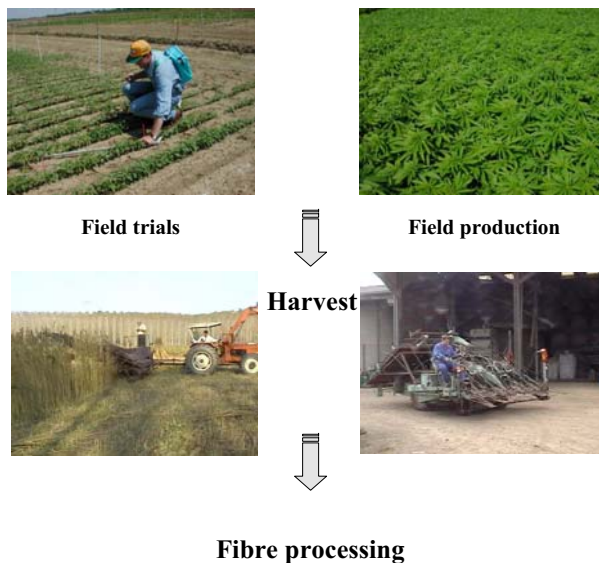 Field trials
Field production
Harvest
Fibre processing